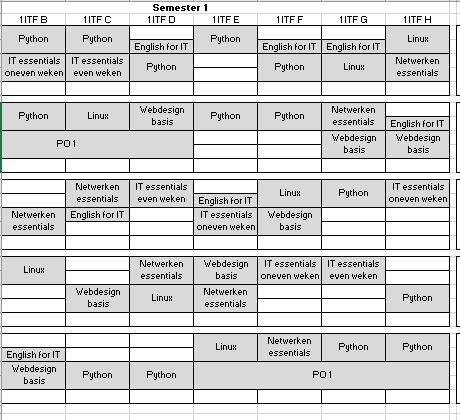 Semester 1
1ITF B 1ITF C 1ITF D 1ITF E 1ITF F 1ITF G 1ITF H
Python Python English for IT Python English for IT English for IT Linux
IT essentials oneven weken IT essentials even weken Python Python Linux Netwerken essentials
Python Linux Webdesign basis Python Python Netwerken essentials English for IT
PO1 Webdesign basis Webdesign basis
Netwerken essentials IT essentials even weken English for IT Linux Python IT essentials oneven weken
Netwerken essentials English for IT IT essentials oneven weken Webdesign basis
Linux Netwerken essentials Webdesign basis IT essentials oneven weken IT essentials even weken
Webdesign basis Linux Netwerken essentials Python
English for IT Linux Netwerken essentials Python Python
Webdesign basis Python Python PO1